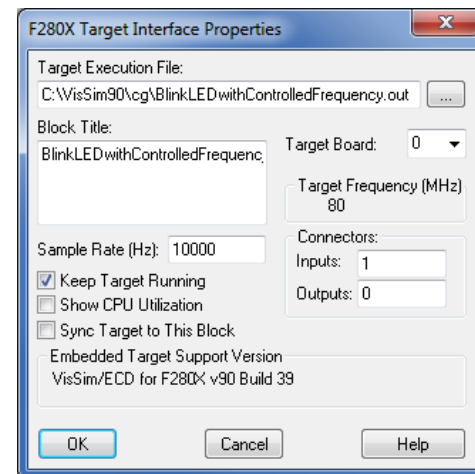 F280X Target Interface Properties
Target Execution File:
C:\VisSim90\cg\BlinkLEDwithControlledFrequency.out ...
Block Title:
BlinkLEDwithControlledFrequenc
Target Board: 0
Target Frequency (MHz)
80
Sample Rate (Hz): 10000
Connectors:
Inputs: 1
Outputs: 0
Keep Target Running
Show CPU Utilization
Sync Target to This Block
Embedded Target Support Version
VisSim/ECD for F280X v90 Build 39
OK Cancel Help